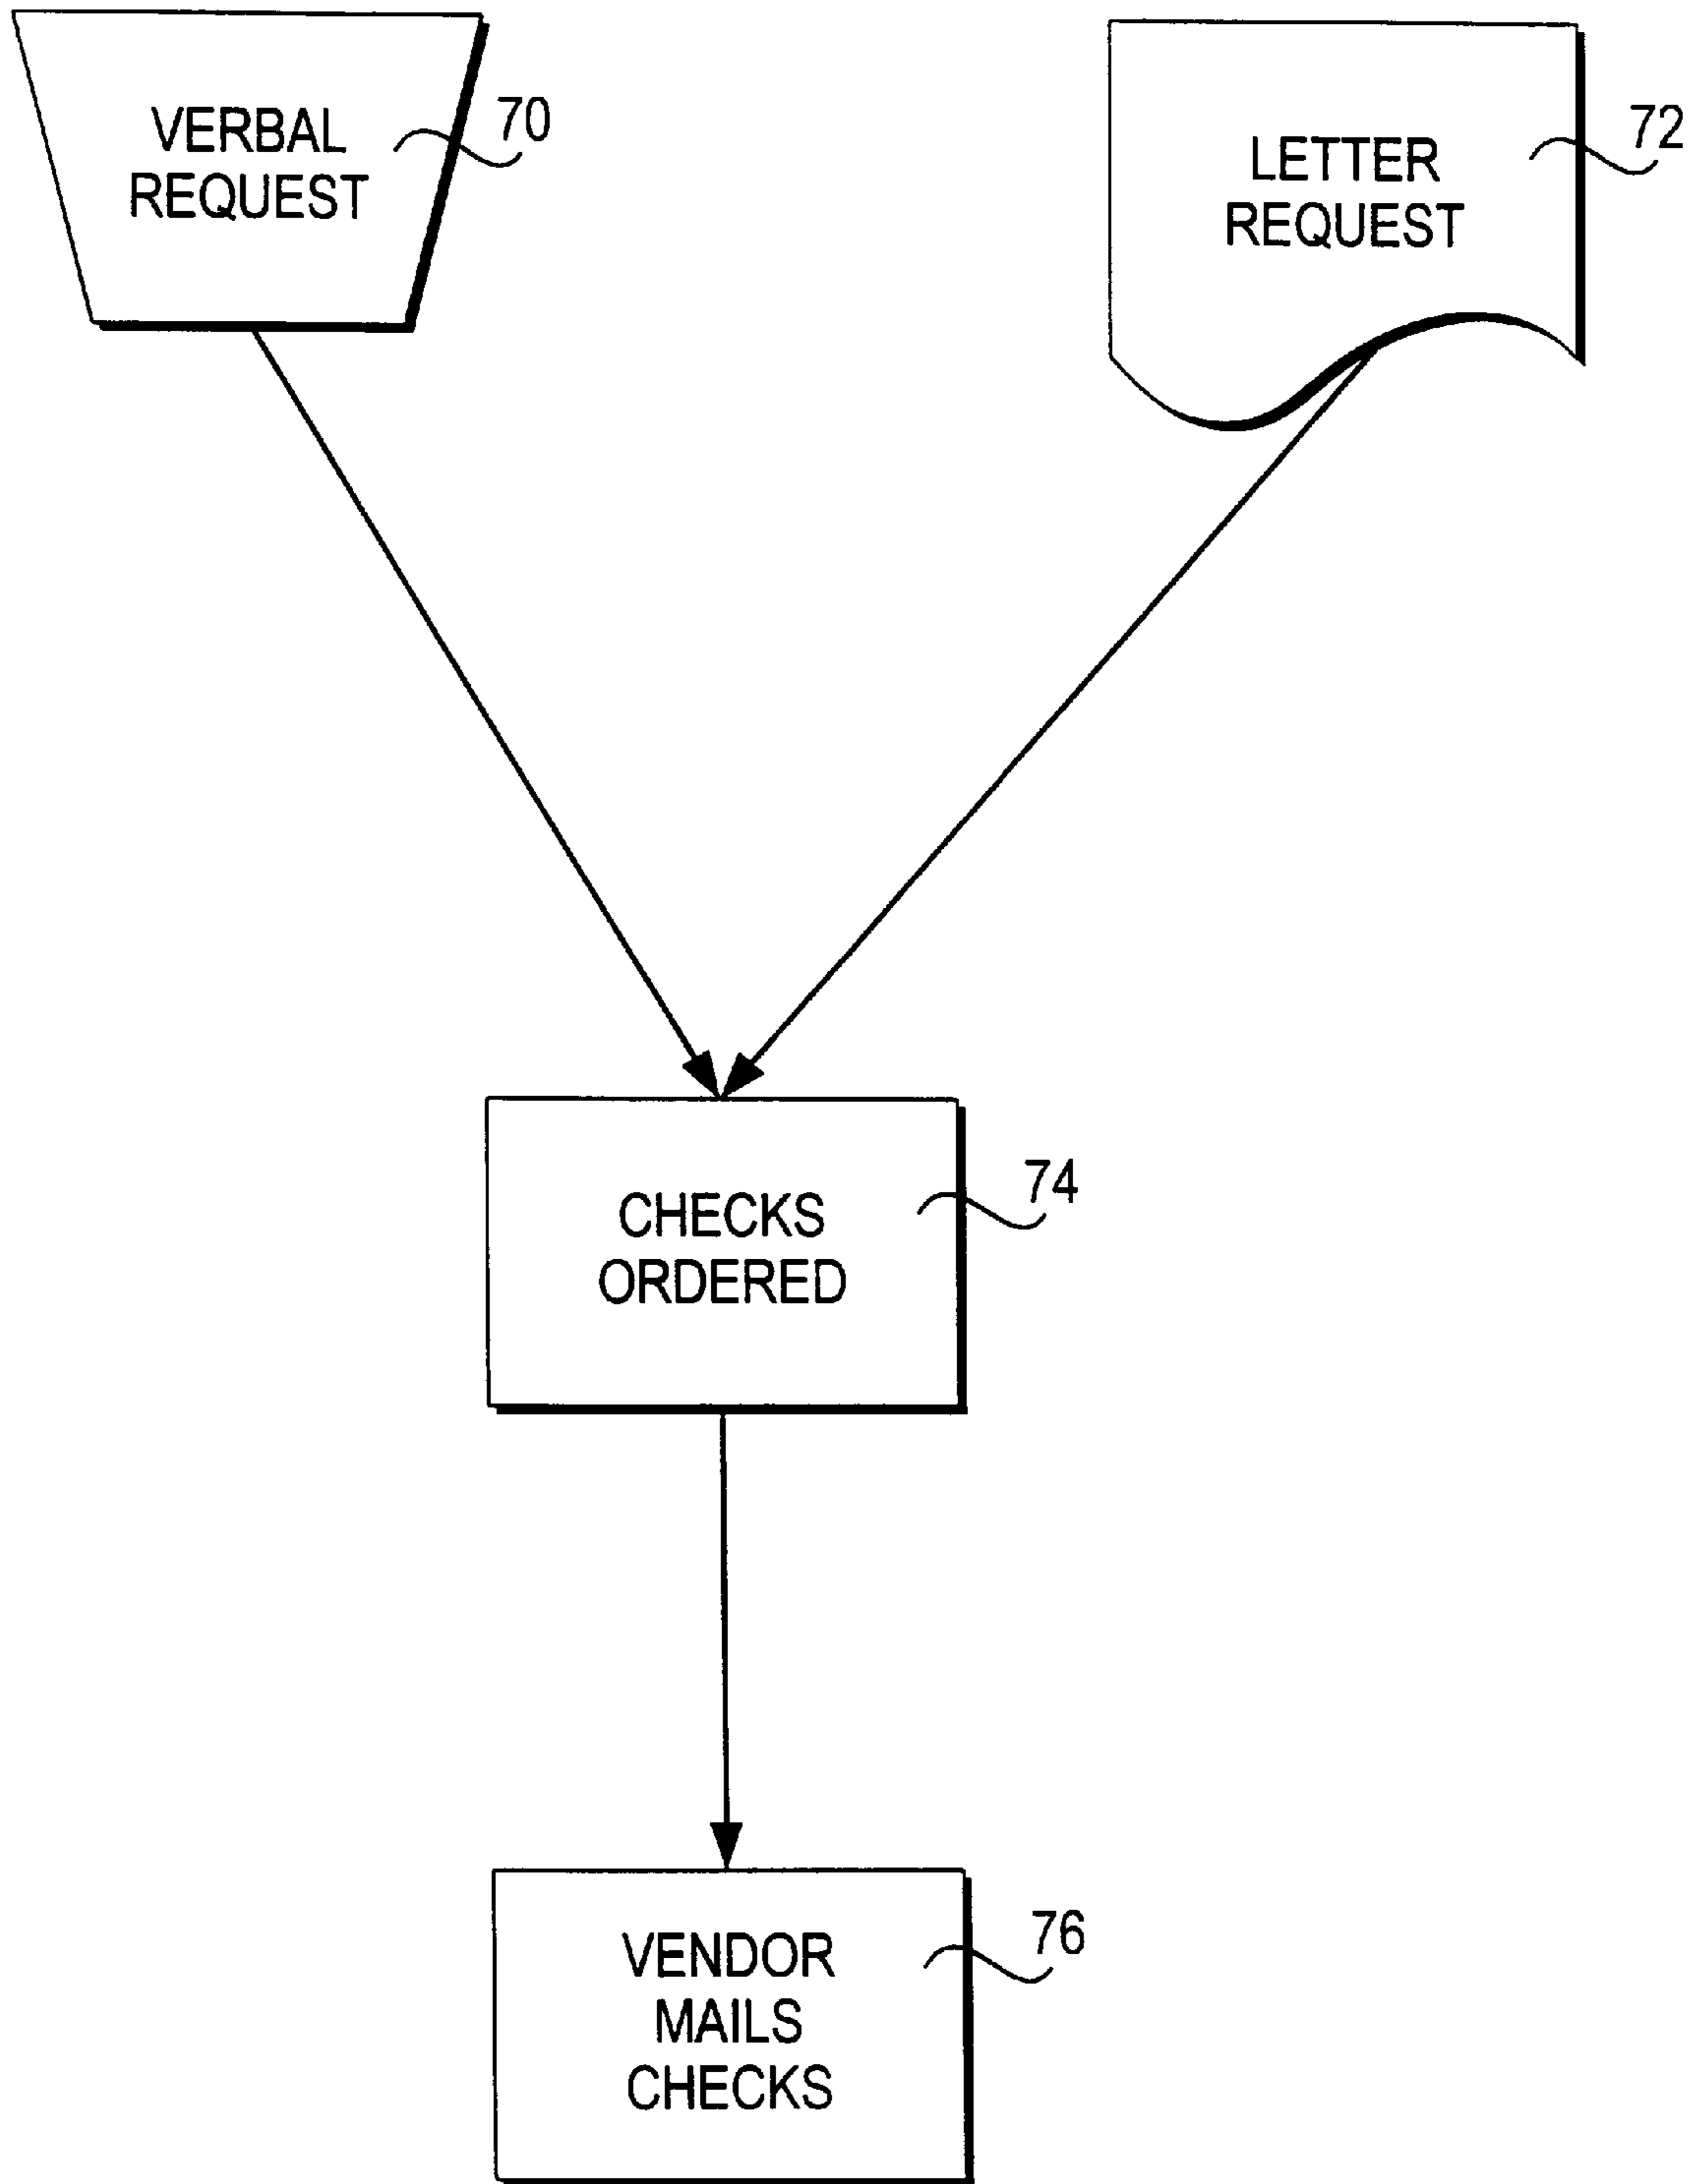 VERBAL
REQUEST
70
LETTER
REQUEST
72
CHECKS
ORDERED
74
VENDOR
MAILS
CHECKS
76